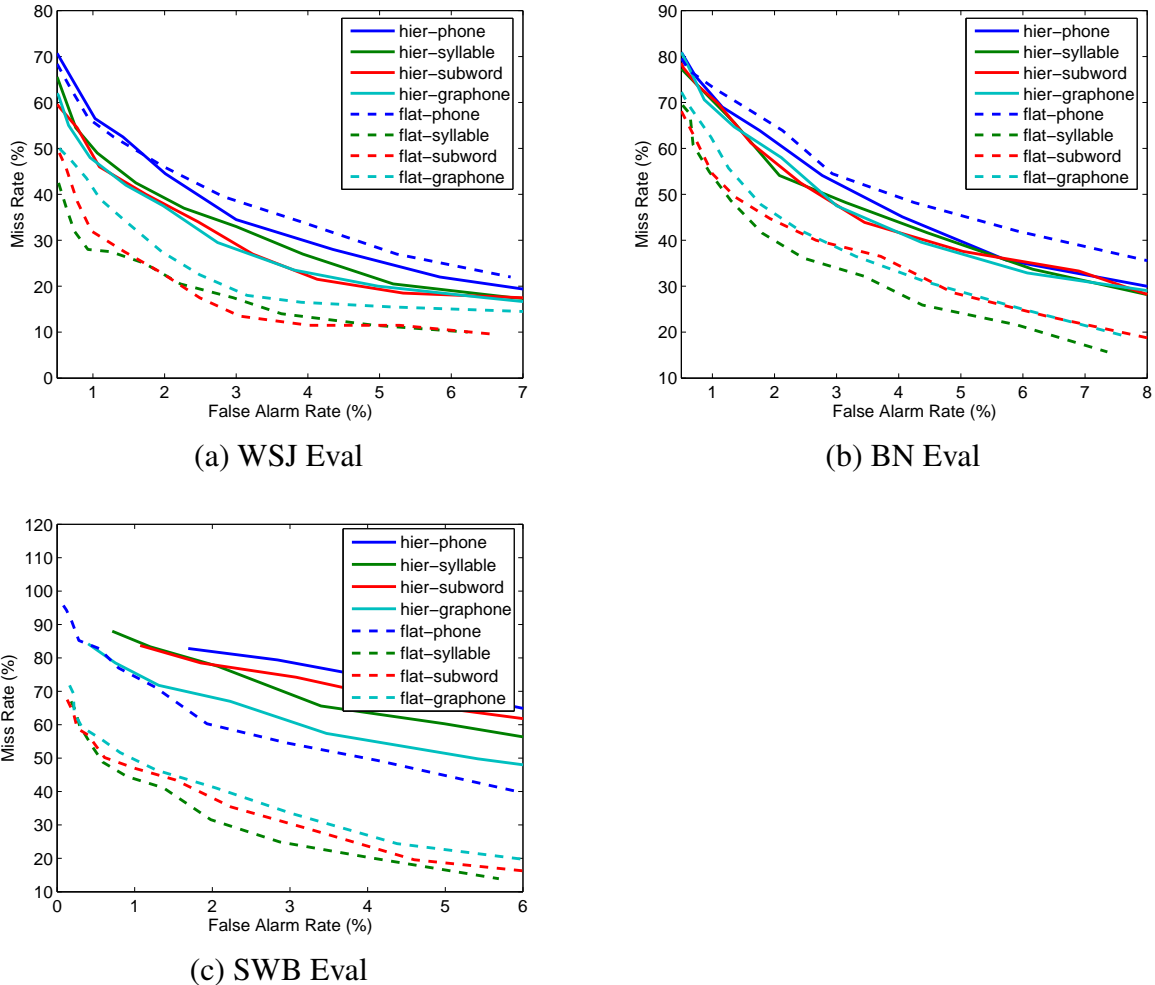 80
70
60
50
40
30
20
10
0
Miss Rate (%)
1 2 3 4 5 6 7
False Alarm Rate (%)
hier−phone
hier−syllable
hier−subword
hier−graphone
flat−phone
flat−syllable
flat−subword
flat−graphone
(a) WSJ Eval
90
80
70
60
50
40
30
20
10
Miss Rate (%)
1 2 3 4 5 6 7 8
False Alarm Rate (%)
hier−phone
hier−syllable
hier−subword
hier−graphone
flat−phone
flat−syllable
flat−subword
flat−graphone
(b) BN Eval
120
110
100
90
80
70
60
50
40
30
20
10
Miss Rate (%)
0 1 2 3 4 5 6
False Alarm Rate (%)
hier−phone
hier−syllable
hier−subword
hier−graphone
flat−phone
flat−syllable
flat−subword
flat−graphone
(c) SWB Eval